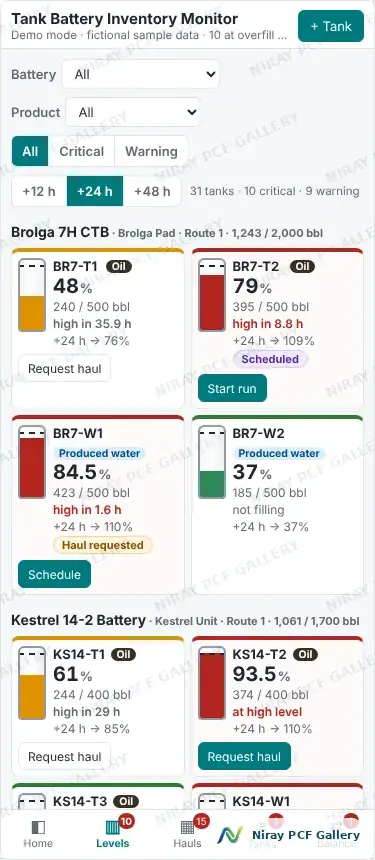 Tank Battery Inventory Monitor
Demo mode · fictional sample data · 10 at overfill ...
+ Tank
Battery All
Product All
All Critical Warning
+12 h +24 h +48 h 31 tanks · 10 critical · 9 warning
Brolga 7H CTB · Brolga Pad · Route 1 · 1,243 / 2,000 bbl
BR7-T1 Oil
48%
240 / 500 bbl
high in 35.9 h
+24 h → 76%
Request haul
BR7-T2 Oil
79%
395 / 500 bbl
high in 8.8 h
+24 h → 109%
Scheduled
Start run
BR7-W1
Produced water
84.5%
423 / 500 bbl
high in 1.6 h
+24 h → 110%
Haul requested
Schedule
BR7-W2
Produced water
37%
185 / 500 bbl
not filling
+24 h → 37%
Kestrel 14-2 Battery · Kestrel Unit · Route 1 · 1,061 / 1,700 bbl
KS14-T1 Oil
61%
244 / 400 bbl
high in 29 h
+24 h → 85%
Request haul
KS14-T2 Oil
93.5%
374 / 400 bbl
at high level
+24 h → 110%
Request haul
KS14-T3 Oil
KS14-W1
Home
Levels 10
Hauls 15
Tanks
Balance
Niray PCF Gallery
NIRAY PCF GALLERY